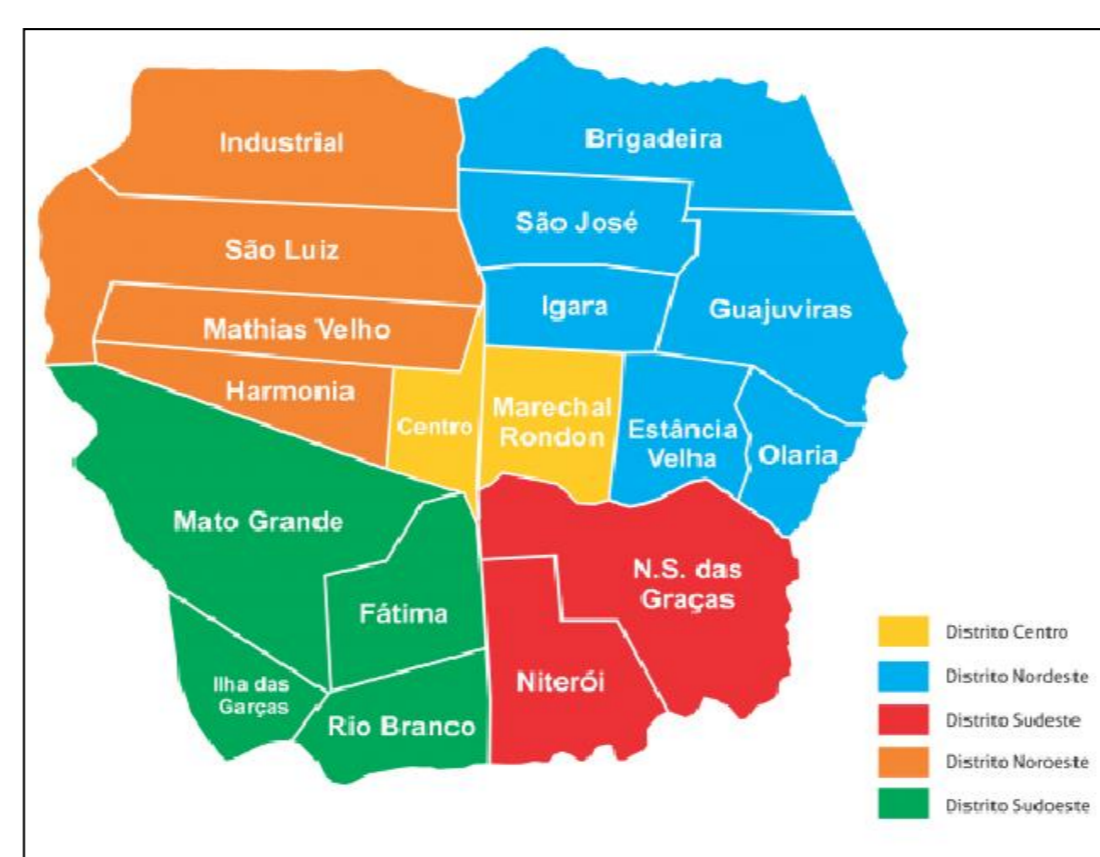 Industrial
Brigadeira
São José
São Luiz
Igara
Guajuviras
Mathias Velho
Harmonia
Centro
Marechal
Rondon
Estância
Velha
Olaria
Mato Grande
N.S. das
Graças
Fátima
Ilha das
Garças
Niterói
Rio Branco
Distrito Centro
Distrito Nordeste
Distrito Sudeste
Distrito Noroeste
Distrito Sudoeste